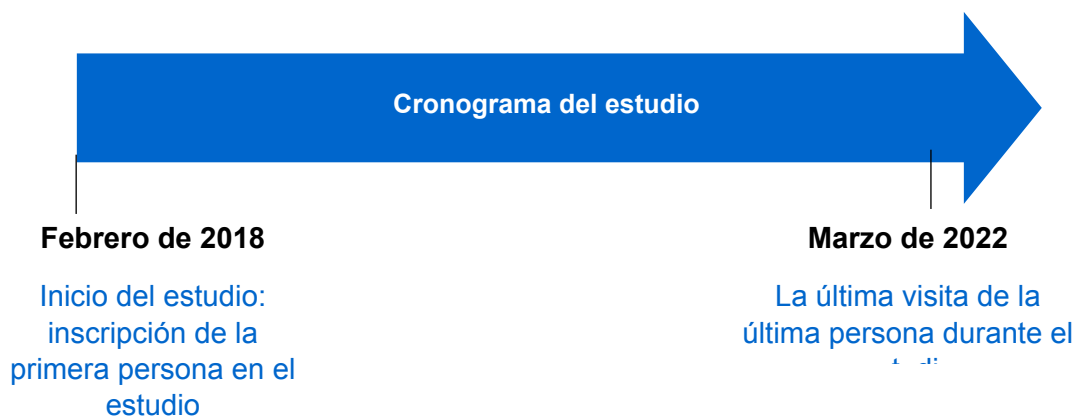 Cronograma del estudio
Febrero de 2018
Inicio del estudio:
inscripción de la
primera persona en el
estudio
Marzo de 2022
La última visita de la
última persona durante el